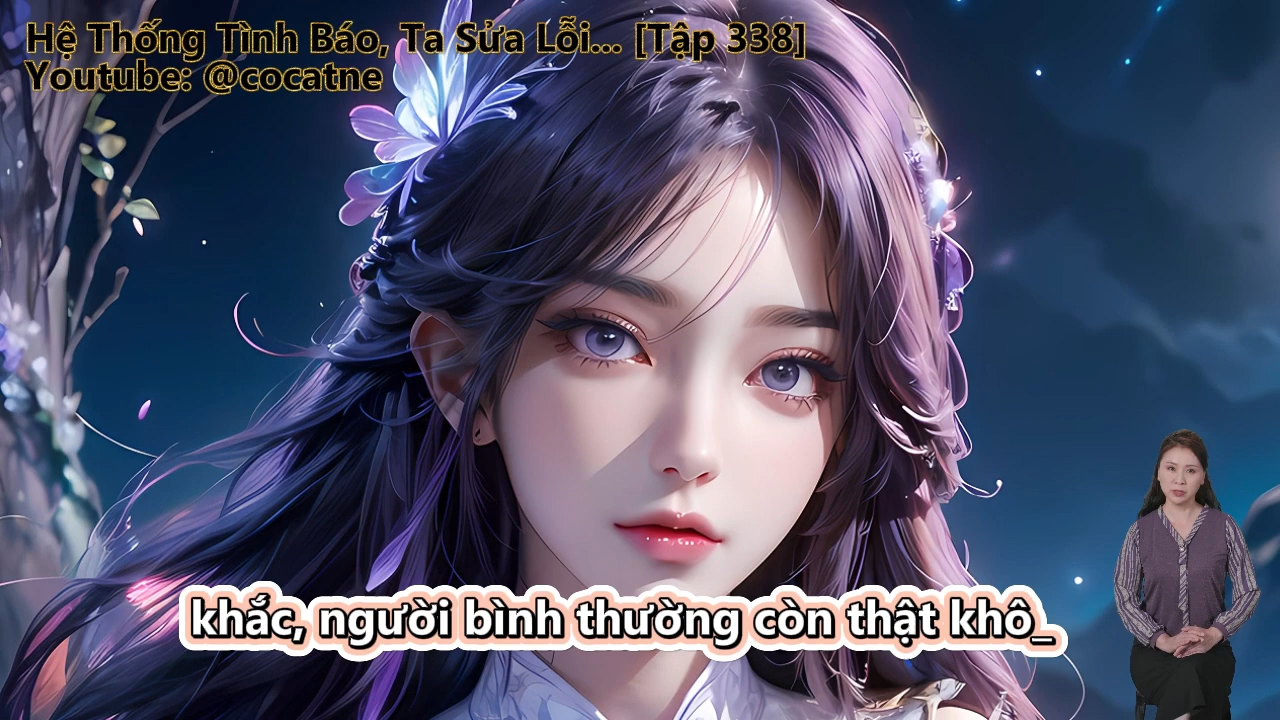 Hệ Thống Tình Báo, Ta Sửa Lỗi... [Tập 338]
Youtube: @cocatne
khắc, người bình thường còn thật khô_